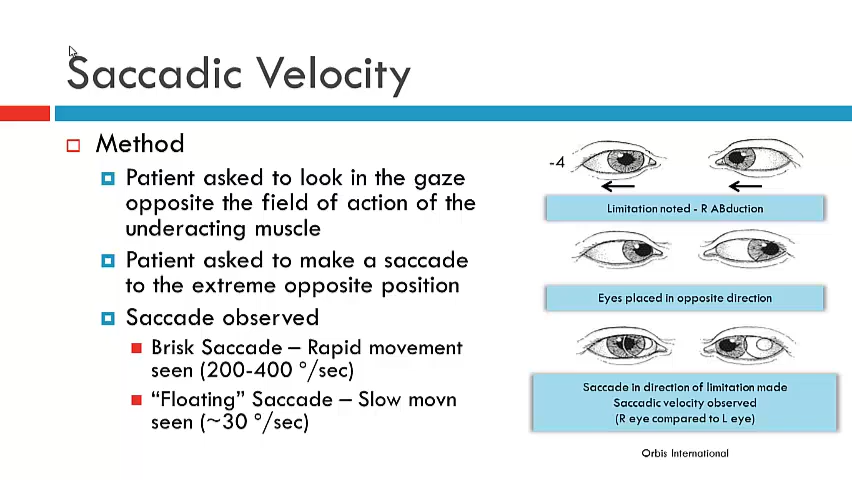 Saccadic Velocity
Method
Patient asked to look in the gaze
opposite the field of action of the
underacting muscle
Patient asked to make a saccade
to the extreme opposite position
Saccade observed
Brisk Saccade – Rapid movement
seen (200-400 º/sec)
“Floating” Saccade – Slow movn
seen (~30 º/sec)
-4
Limitation noted - R ABduction
Eyes placed in opposite direction
Saccade in direction of limitation made
Saccadic velocity observed
(R eye compared to L eye)
Orbis International